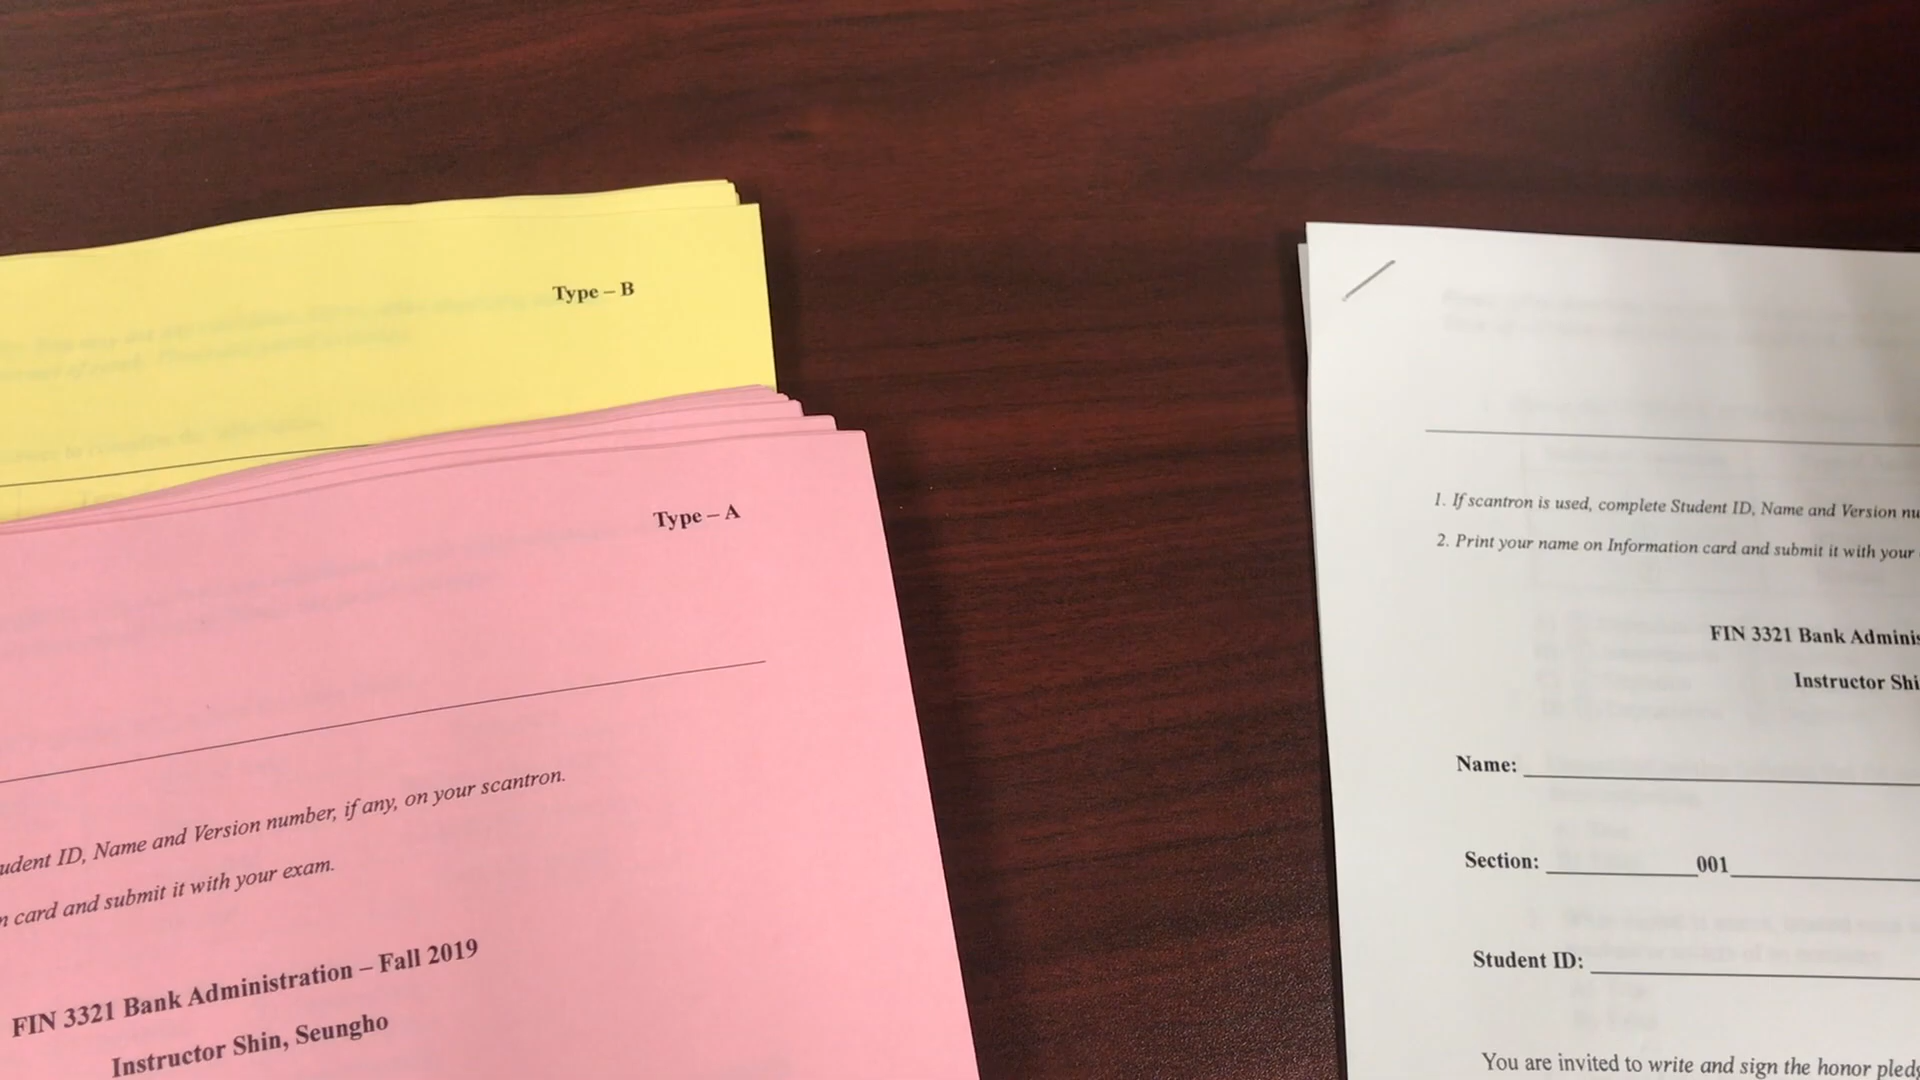 Type – B
Type – A
udent ID, Name and Version number, if any, on your scantron.
n card and submit it with your exam.
FIN 3321 Bank Administration – Fall 2019
Instructor Shin, Seungho
1. If scantron is used, complete Student ID, Name and Version nu
2. Print your name on Information card and submit it with your
FIN 3321 Bank Adminis
Instructor Shi
Name:
Section: 001
Student ID:
You are invited to write and sign the honor pledg